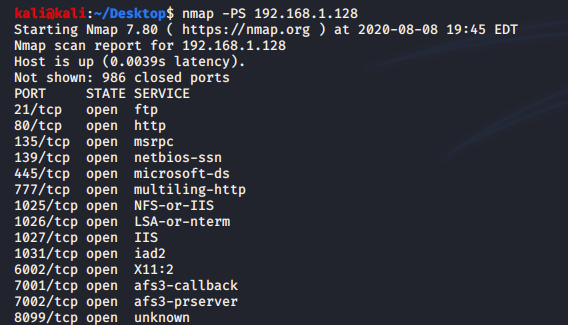 kali@kali:~/Desktop$ nmap -PS 192.168.1.128
Starting Nmap 7.80 ( https://nmap.org ) at 2020-08-08 19:45 EDT
Nmap scan report for 192.168.1.128
Host is up (0.0039s latency).
Not shown: 986 closed ports
PORT     STATE SERVICE
21/tcp   open  ftp
80/tcp   open  http
135/tcp  open  msrpc
139/tcp  open  netbios-ssn
445/tcp  open  microsoft-ds
777/tcp  open  multiling-http
1025/tcp open  NFS-or-IIS
1026/tcp open  LSA-or-nterm
1027/tcp open  IIS
1031/tcp open  iad2
6002/tcp open  X11:2
7001/tcp open  afs3-callback
7002/tcp open  afs3-prserver
8099/tcp open  unknown